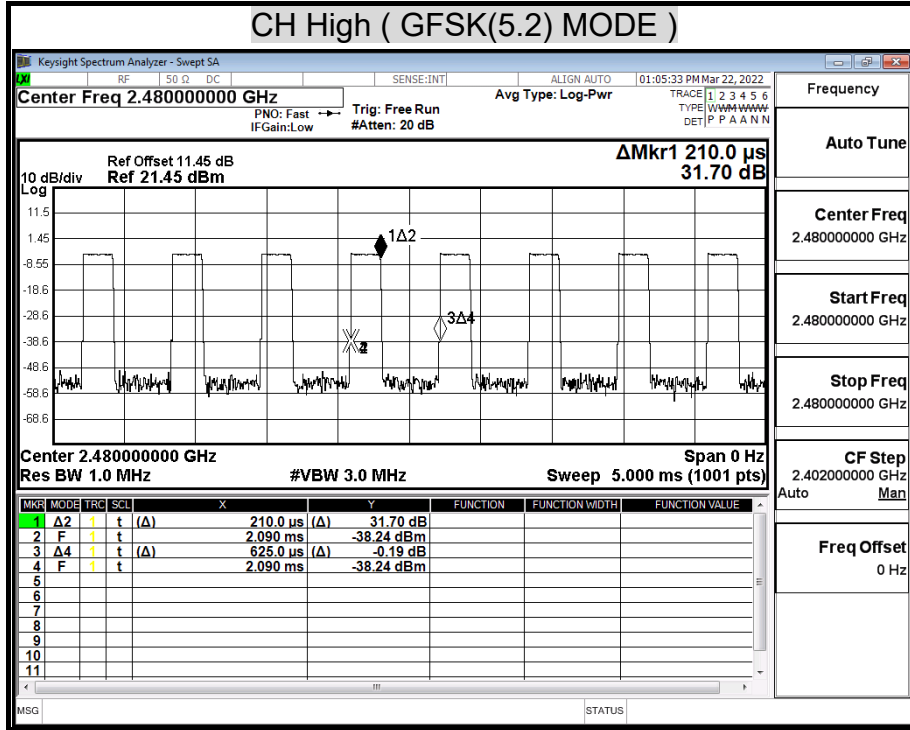 CH High ( GFSK(5.2) MODE )
Keysight Spectrum Analyzer - Swept SA
LXI RF 50 Ω DC SENSE:INT ALIGN AUTO 01:05:33 PM Mar 22, 2022
Center Freq 2.480000000 GHz Avg Type: Log-Pwr TRACE 1 2 3 4 5 6
PNO: Fast Trig: Free Run TYPE W WM WWWW
IFGain:Low #Atten: 20 dB DET P P A A N N
ΔMkr1 210.0 µs
31.70 dB
Ref Offset 11.45 dB
10 dB/div Ref 21.45 dBm
Log
11.5
1.45
-8.55
-18.6
-28.6
-38.6
-48.6
-58.6
-68.6
1Δ2
3Δ4
Center 2.480000000 GHz Span 0 Hz
Res BW 1.0 MHz #VBW 3.0 MHz Sweep 5.000 ms (1001 pts)
MKR MODE TRC SCL X Y FUNCTION FUNCTION WIDTH FUNCTION VALUE
1 Δ2 1 t (Δ) 210.0 µs (Δ) 31.70 dB
2 F 1 t 2.090 ms -38.24 dBm
3 Δ4 1 t (Δ) 625.0 µs (Δ) -0.19 dB
4 F 1 t 2.090 ms -38.24 dBm
5
6
7
8
9
10
11
MSG STATUS
Frequency
Auto Tune
Center Freq
2.480000000 GHz
Start Freq
2.480000000 GHz
Stop Freq
2.480000000 GHz
CF Step
2.402000000 GHz
Auto Man
Freq Offset
0 Hz